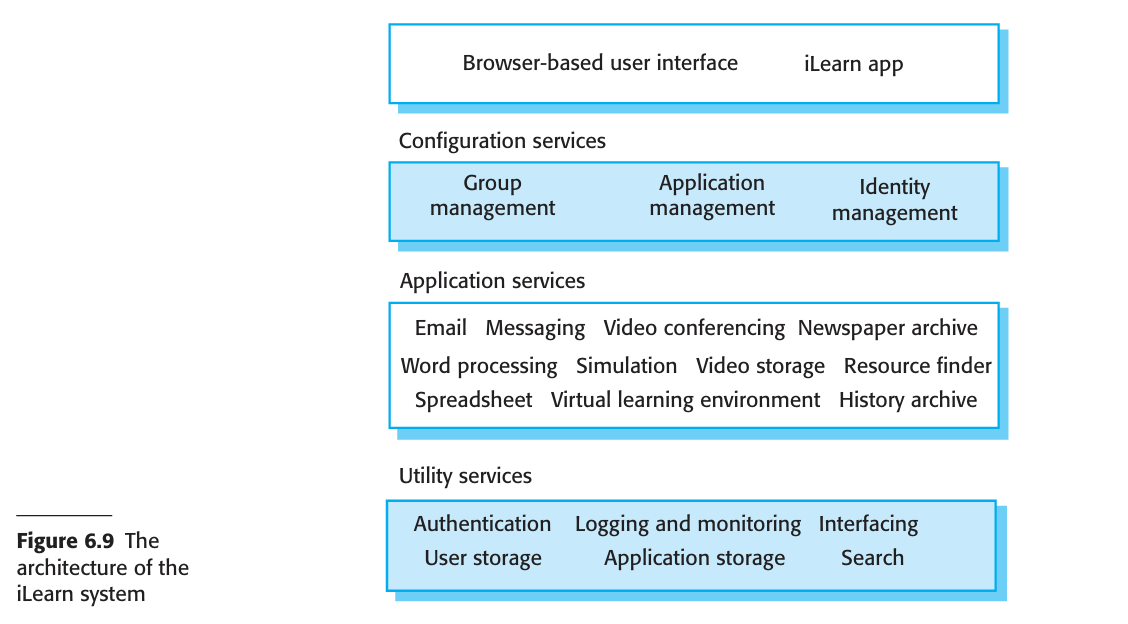 Browser-based user interface iLearn app
Configuration services
Group management
Application management
Identity management
Application services
Email Messaging Video conferencing Newspaper archive
Word processing Simulation Video storage Resource finder
Spreadsheet Virtual learning environment History archive
Utility services
Authentication Logging and monitoring Interfacing
User storage Application storage Search
Figure 6.9 The
architecture of the
iLearn system